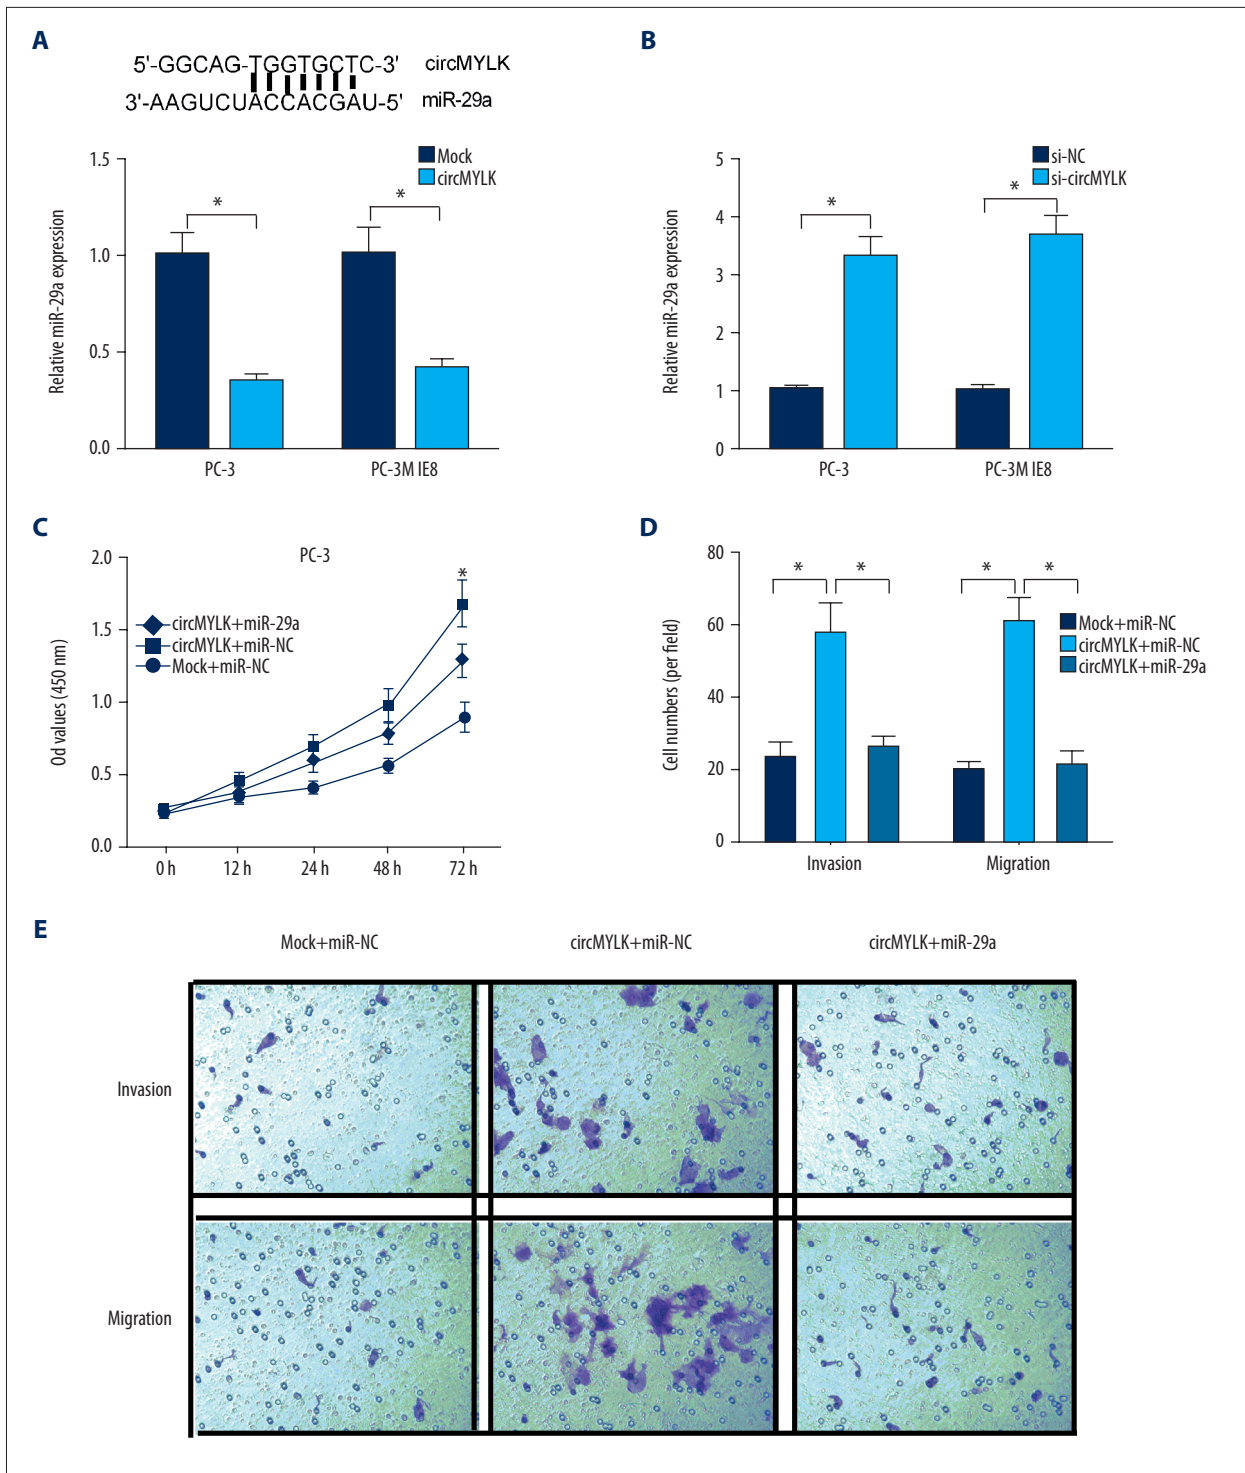 A
5'-GGCAG-TGGTGCTC-3' circMYLK
3'-AAGUCUACCACGAU-5' miR-29a
Mock
circMYLK
Relative miR-29a expression
1.5
1.0
0.5
0.0
*
*
PC-3
PC-3M IE8
B
si-NC
si-circMYLK
Relative miR-29a expression
5
4
3
2
1
0
*
*
PC-3
PC-3M IE8
C
PC-3
circMYLK+miR-29a
circMYLK+miR-NC
Mock+miR-NC
Od values (450 nm)
2.0
1.5
1.0
0.5
0.0
*
0 h
12 h
24 h
48 h
72 h
D
Mock+miR-NC
circMYLK+miR-NC
circMYLK+miR-29a
Cell numbers (per field)
80
60
40
20
0
*
*
*
*
Invasion
Migration
E
Mock+miR-NC
circMYLK+miR-NC
circMYLK+miR-29a
Invasion
Migration